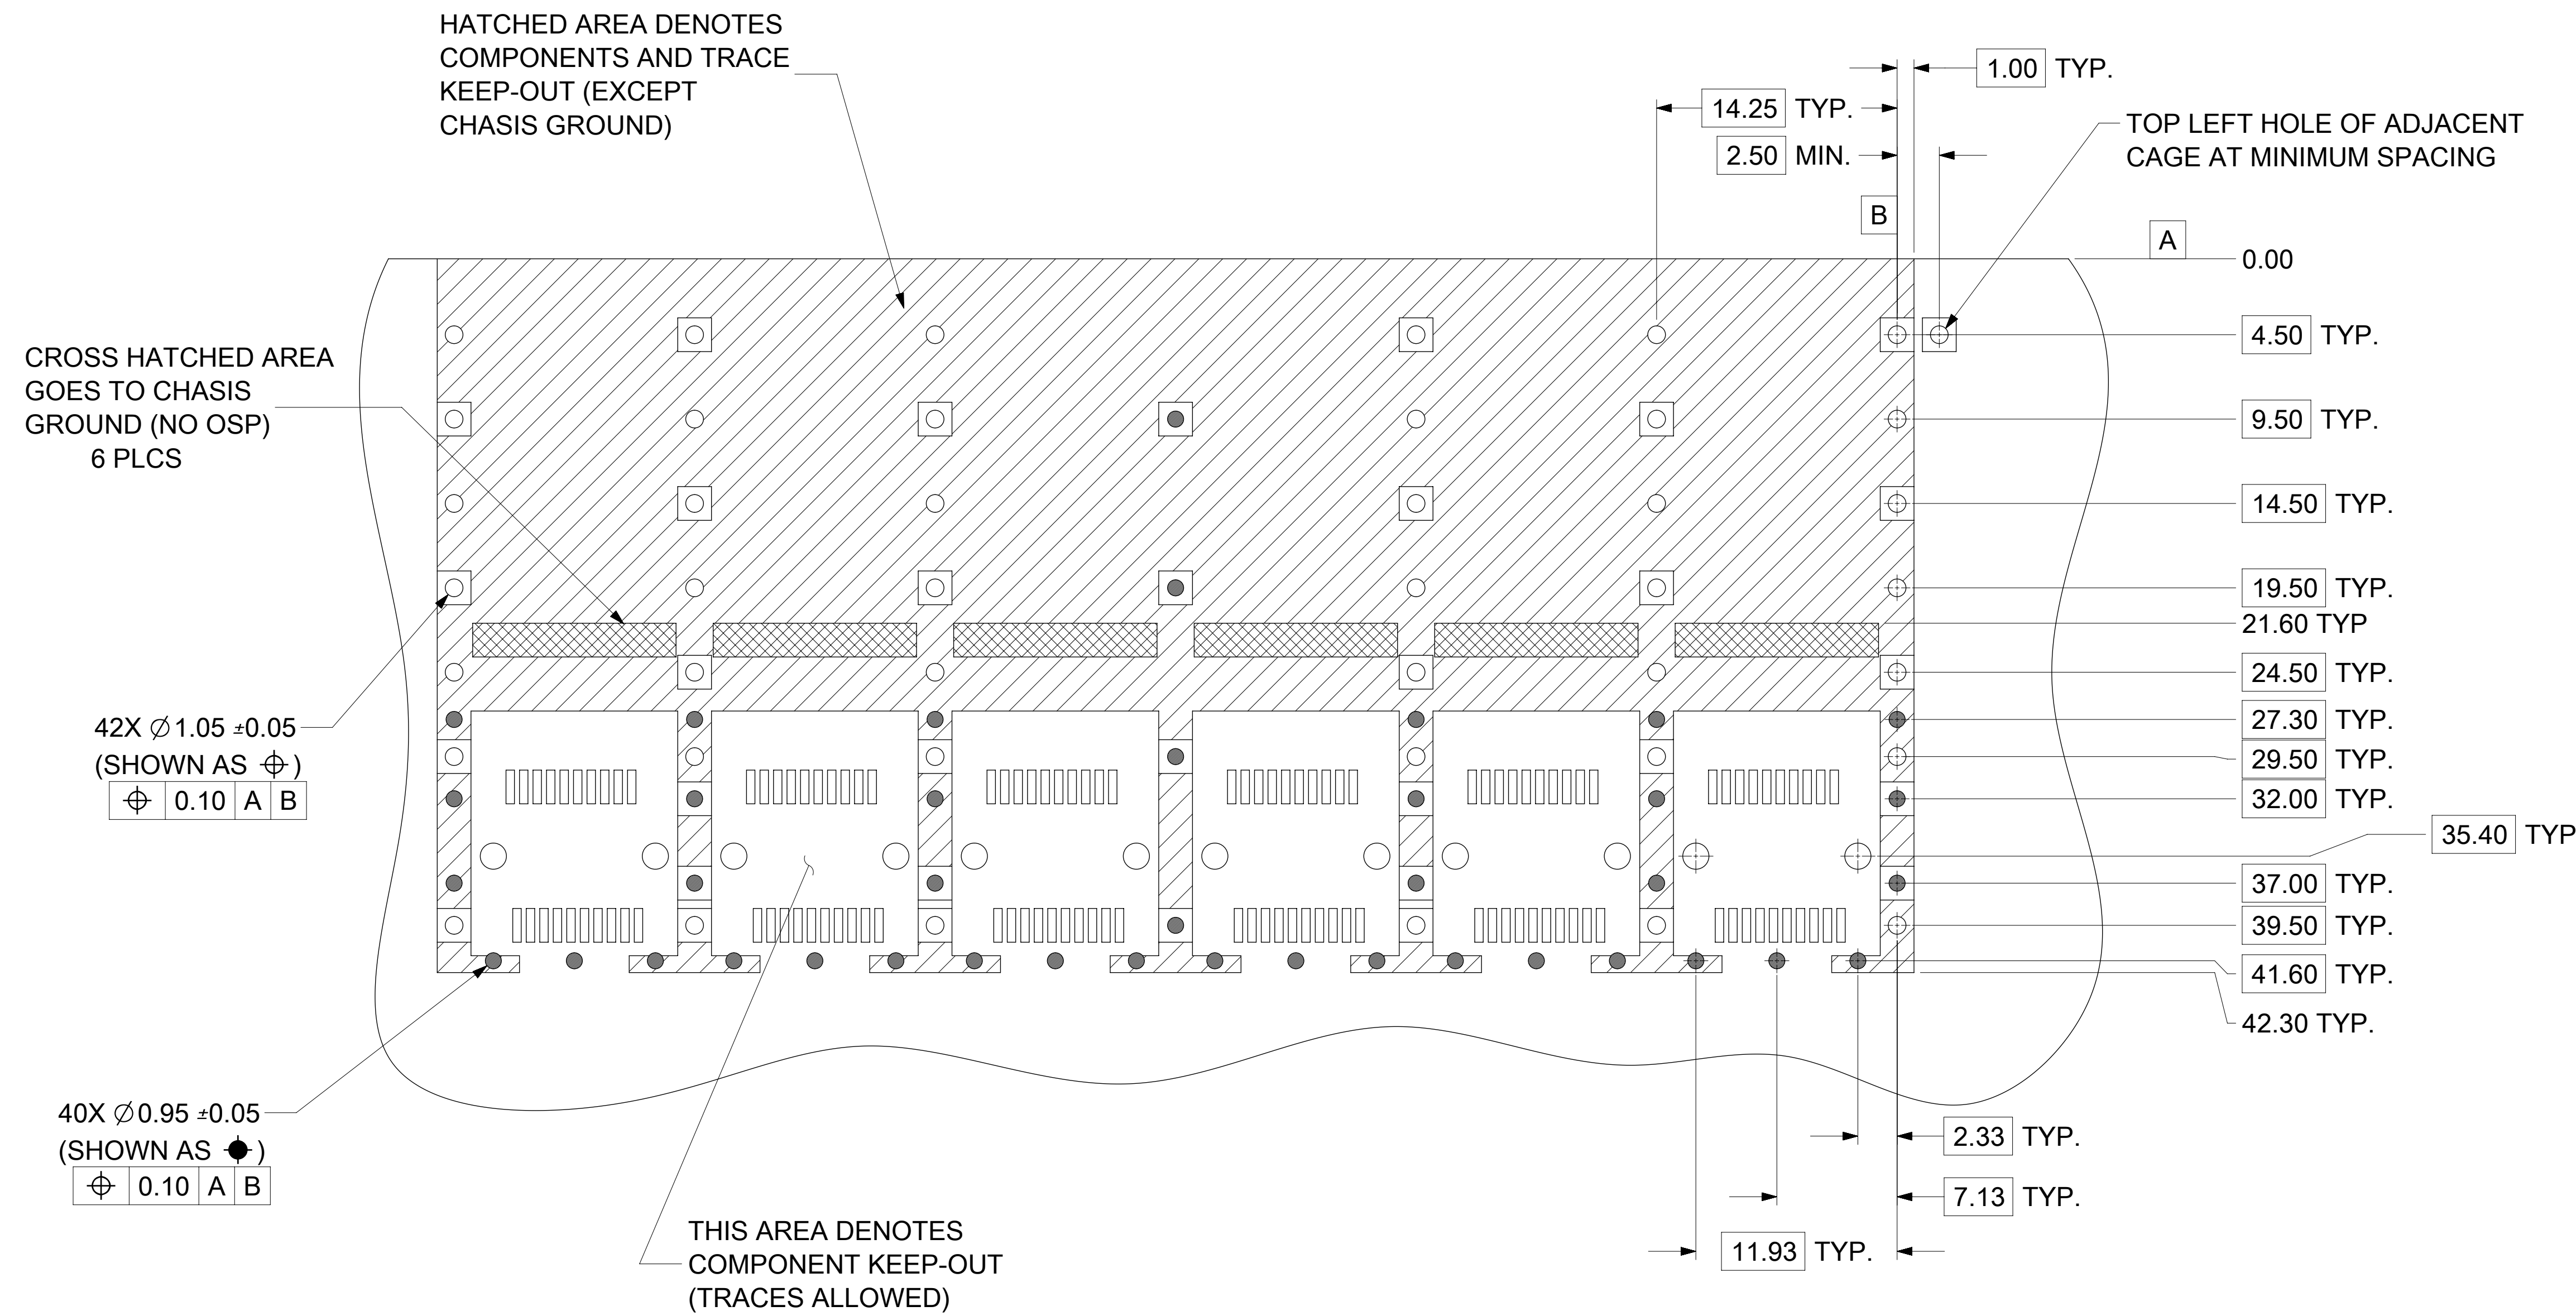 HATCHED AREA DENOTES
COMPONENTS AND TRACE
KEEP-OUT (EXCEPT
CHASIS GROUND)
1.00 TYP.
14.25 TYP.
2.50 MIN.
TOP LEFT HOLE OF ADJACENT
CAGE AT MINIMUM SPACING
B
A
0.00
4.50 TYP.
CROSS HATCHED AREA
GOES TO CHASIS
GROUND (NO OSP)
6 PLCS
9.50 TYP.
14.50 TYP.
19.50 TYP.
21.60 TYP
24.50 TYP.
27.30 TYP.
29.50 TYP.
32.00 TYP.
35.40 TYP
37.00 TYP.
39.50 TYP.
41.60 TYP.
42.30 TYP.
42X ∅1.05 ±0.05
(SHOWN AS ⌖)
⌖ 0.10 A B
40X ∅0.95 ±0.05
(SHOWN AS )
⌖ 0.10 A B
2.33 TYP.
7.13 TYP.
11.93 TYP.
THIS AREA DENOTES
COMPONENT KEEP-OUT
(TRACES ALLOWED)